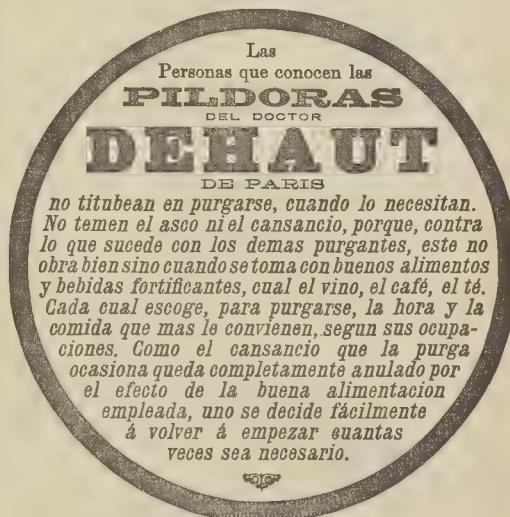 Las
Personas que conocen las
PILDORAS
DEL DOCTOR
DEHAUT
DE PARIS
no titubean en purgarse, cuando lo necesitan.
No temen el asco ni el cansancio, porque, contra
lo que sucede con los demas purgantes, este no
obra bien sino cuando se toma con buenos alimentos
y bebidas fortificantes, cual el vino, el café, el té.
Cada cual escoge, para purgarse, la hora y la
comida que mas le convienen, segun sus ocupa-
ciones. Como el cansancio que la purga
ocasiona queda completamente anulado por
el efecto de la buena alimentacion
empleada, uno se decide fácilmente
á volver á empezar cuantas
veces sea necesario.